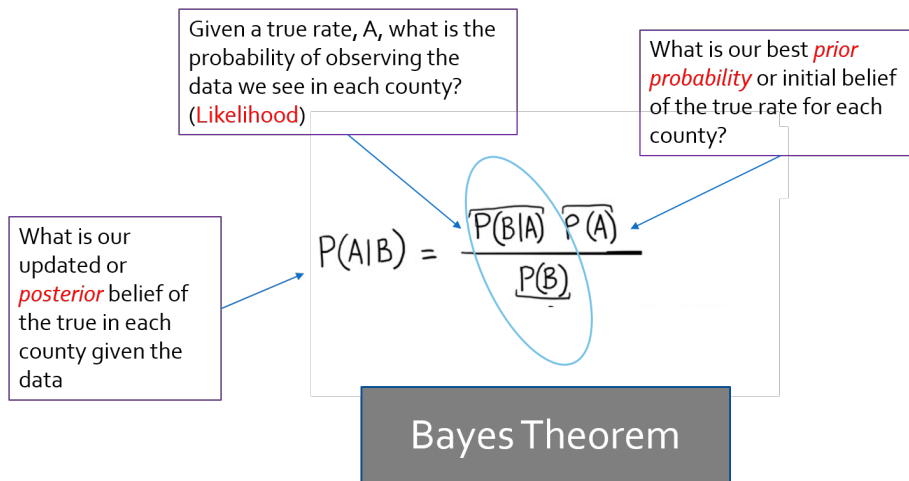 Given a true rate, A, what is the
probability of observing the
data we see in each county?
(Likelihood)
What is our best prior
probability or initial belief
of the true rate for each
county?
What is our
updated or
posterior belief of
the true in each
county given the
data
P(A|B) = P(B|A) P(A)
P(B)
Bayes Theorem